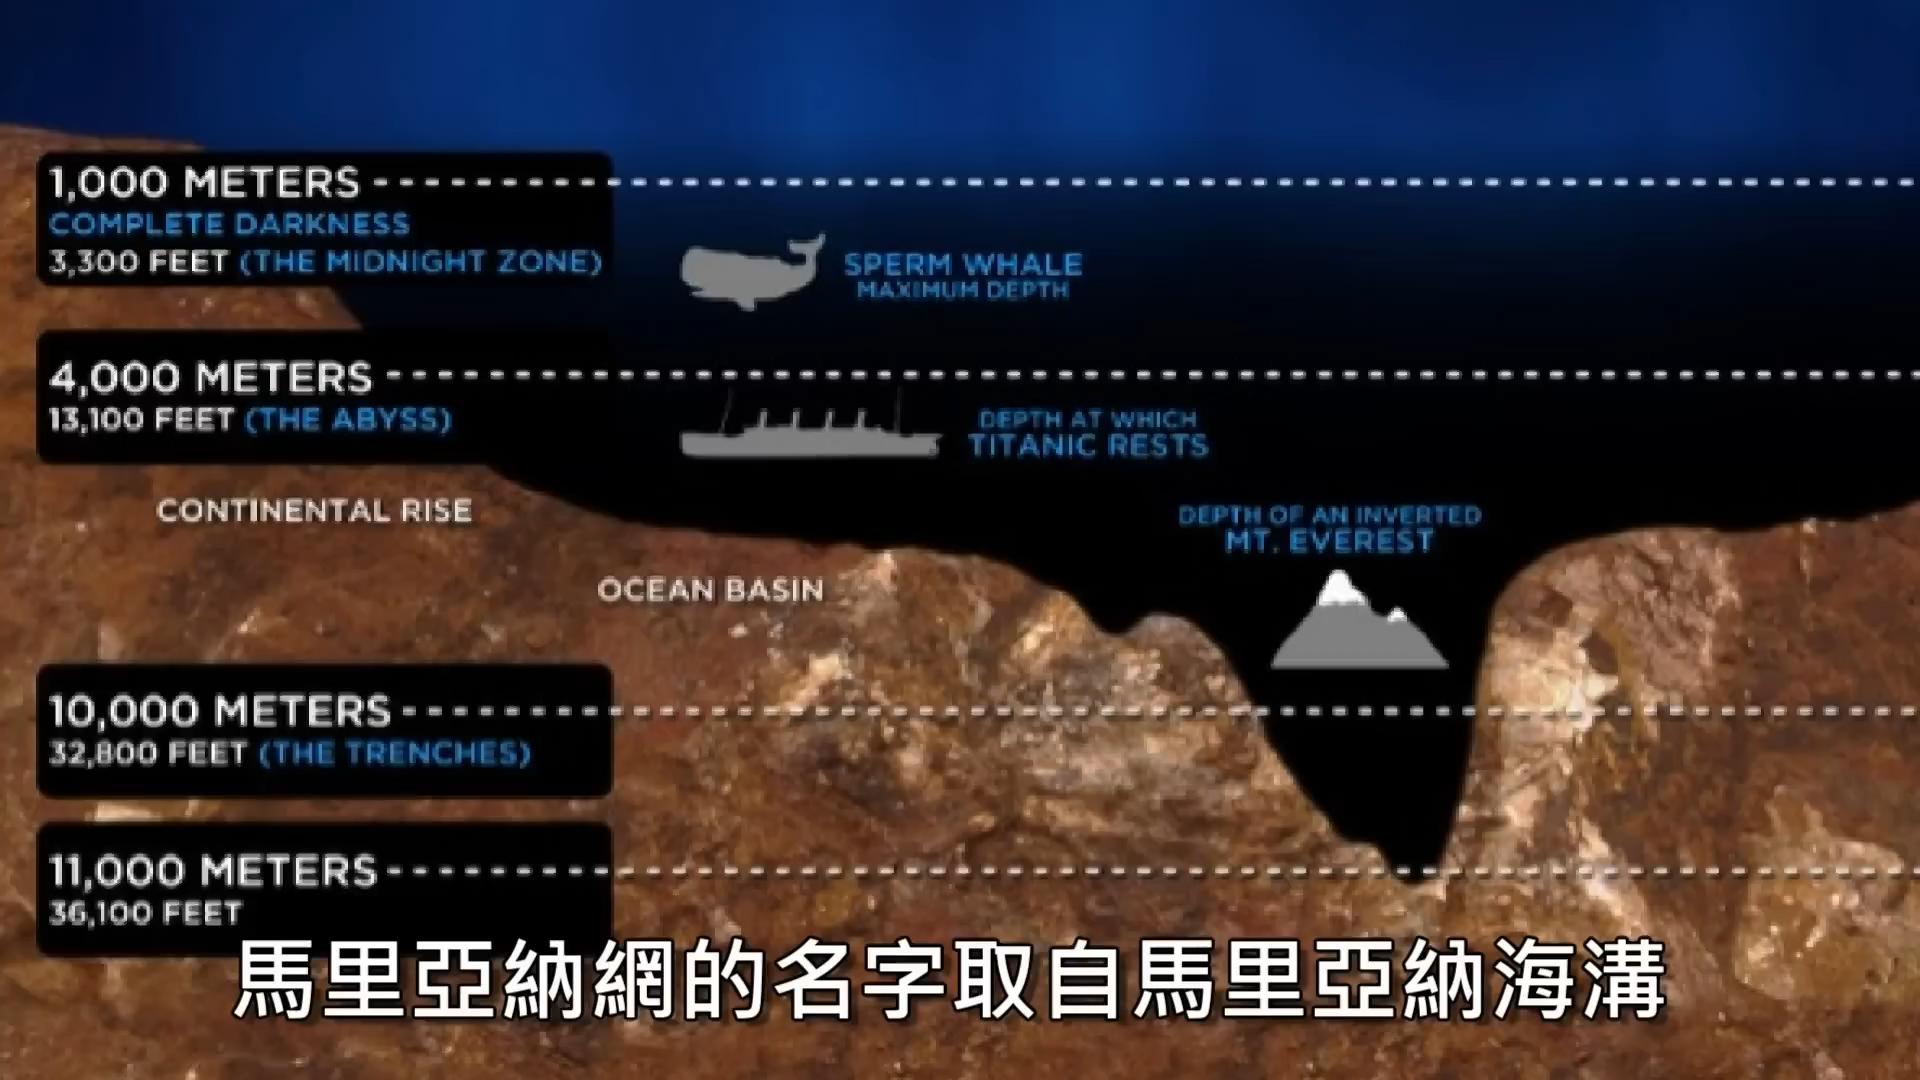 1,000 METERS
COMPLETE DARKNESS
3,300 FEET (THE MIDNIGHT ZONE)
SPERM WHALE
MAXIMUM DEPTH
4,000 METERS
13,100 FEET (THE ABYSS)
DEPTH AT WHICH
TITANIC RESTS
CONTINENTAL RISE
DEPTH OF AN INVERTED
MT. EVEREST
OCEAN BASIN
10,000 METERS
32,800 FEET (THE TRENCHES)
11,000 METERS
36,100 FEET
馬里亞納網的名字取自馬里亞納海溝